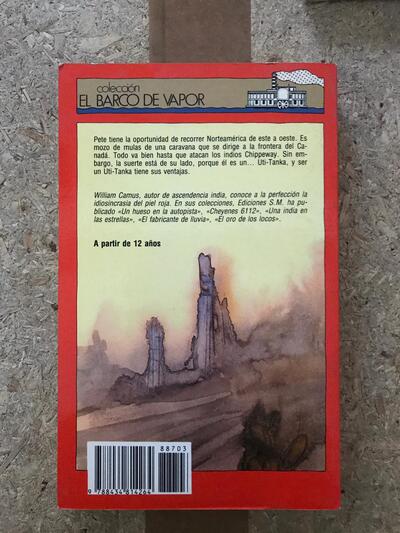 colección
EL BARCO DE VAPOR
Pete tiene la oportunidad de recorrer Norteamérica de este a oeste. Es
mozo de mulas de una caravana que se dirige a la frontera del Ca-
nadá. Todo va bien hasta que atacan los indios Chippeway. Sin em-
bargo, la suerte está de su lado, porque él es un... Uti-Tanka, y ser
un Uti-Tanka tiene sus ventajas.
William Camus, autor de ascendencia india, conoce a la perfección la
idiosincrasia del piel roja. En sus colecciones, Ediciones S.M. ha pu-
blicado «Un hueso en la autopista», «Cheyenes 6112», «Una india en
las estrellas», «El fabricante de lluvia», «El oro de los locos».
A partir de 12 años
88703
9 788434 814264